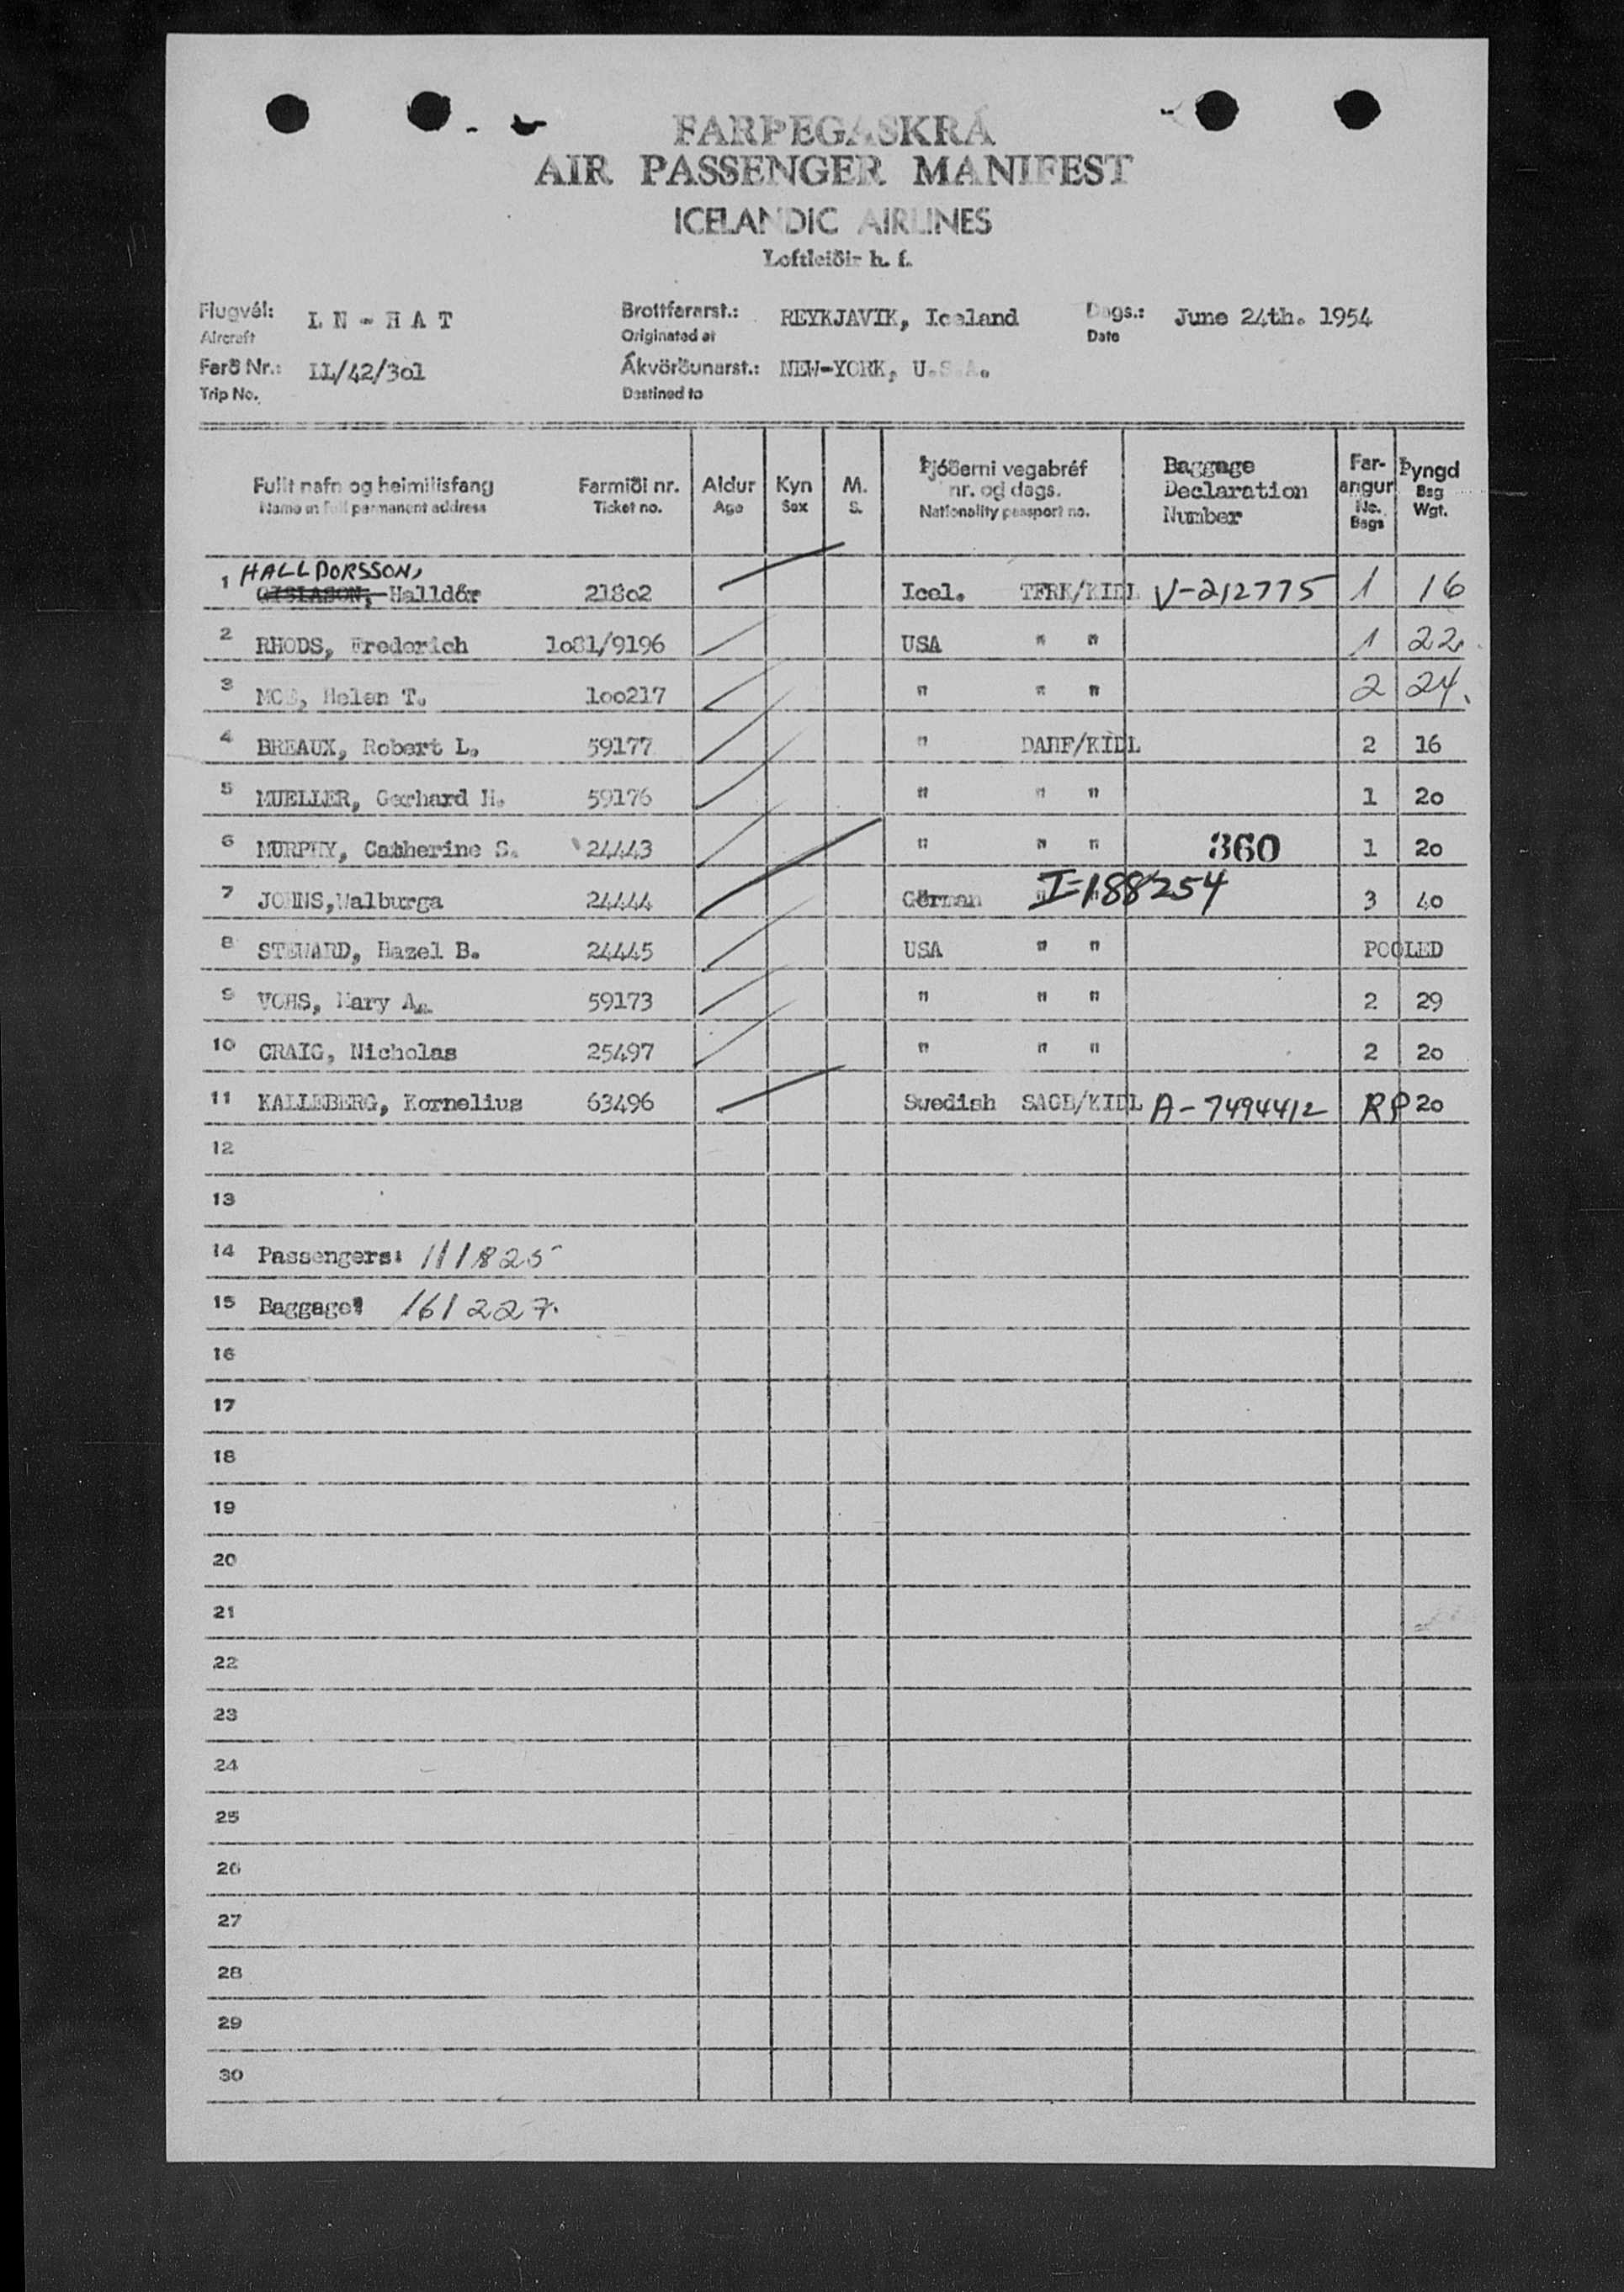 FARÞEGASKRÁ
AIR PASSENGER MANIFEST
ICELANDIC AIRLINES
Loftleiðir h. f.
Flugvél: LN-HAT Brottfararst.: REYKJAVIK, Iceland Dags.: June 24th. 1954
Aircraft Originated at Date
Ferð Nr.: LL/42/3o1 Ákvörðunarst.: NEW-YORK, U.S.A.
Trip No. Destined to
Fullt nafn og heimilisfang Farmiði nr. Aldur Kyn M. Þjóðerni vegabréf nr. og dags. Baggage Declaration Number Far-angur Þyngd
Name in full permanent address Ticket no. Age Sex S. Nationality passport no. No. Bags Bag Wgt.
HALLDORSSON,
1 GISLASON, Halldór 218o2 Icel. TFRK/KIDL V-212775 1 16
2 RHODS, Frederich 1o81/9196 USA " " 1 22.
3 Helen T. 1oo217 " " " 2 24.
4 BREAUX, Robert L. 59177 " DAHF/KIDL 2 16
5 MUELLER, Gerhard H. 59176 " " " 1 2o
6 MURPHY, Catherine S. 24443 " " " 360 1 2o
7 JOHNS,Walburga 24444 German " " I-188254 3 4o
8 STEWARD, Hazel B. 24445 USA " " POOLED
9 VOHS, Mary A. 59173 " " " 2 29
10 CRAIG, Nicholas 25497 " " " 2 2o
11 KALLEBERG, Kornelius 63496 Swedish SAGB/KIDL A-7494412 RP 2o
12
13
14 Passengers: 11/825
15 Baggage: 16/227.
16
17
18
19
20
21
22
23
24
25
26
27
28
29
30